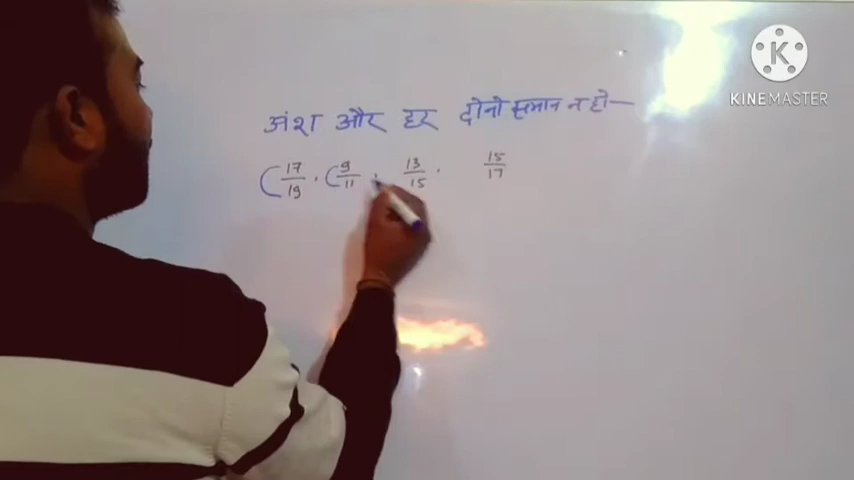 अंश और हर दोनो समान न हो—
17/19, 9/11, 13/15, 15/17
K
KINEMASTER